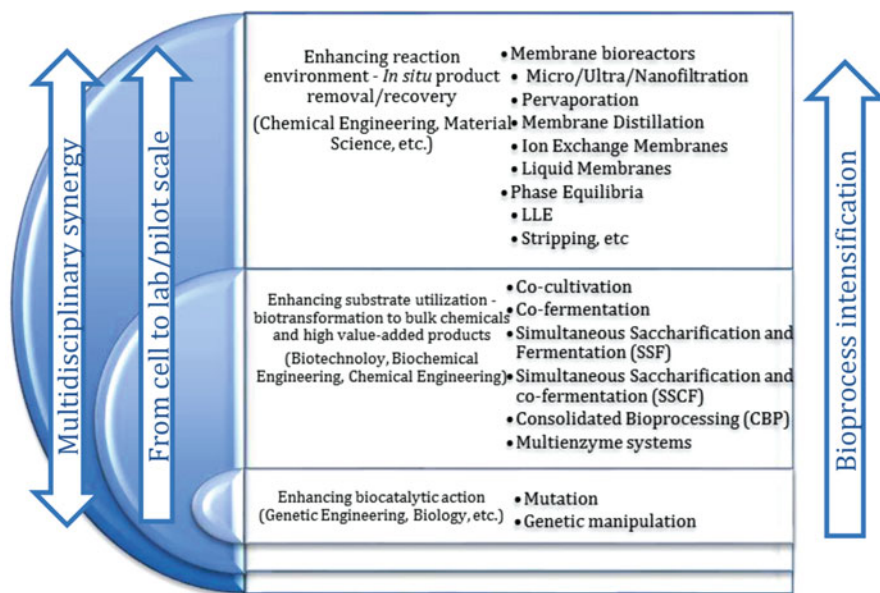 Multidisciplinary synergy
From cell to lab/pilot scale
Enhancing reaction
environment - In situ product
removal/recovery
(Chemical Engineering, Material
Science, etc.)
•Membrane bioreactors
• Micro/Ultra/Nanofiltration
•Pervaporation
•Membrane Distillation
•Ion Exchange Membranes
•Liquid Membranes
•Phase Equilibria
•LLE
•Stripping, etc
Enhancing substrate utilization -
biotransformation to bulk chemicals
and high value-added products
(Biotechnoloy, Biochemical
Engineering, Chemical Engineering)
•Co-cultivation
•Co-fermentation
•Simultaneous Saccharification and
Fermentation (SSF)
•Simultaneous Saccharification and
co-fermentation (SSCF)
•Consolidated Bioprocessing (CBP)
•Multienzyme systems
Enhancing biocatalytic action
(Genetic Engineering, Biology, etc.)
•Mutation
•Genetic manipulation
Bioprocess intensification